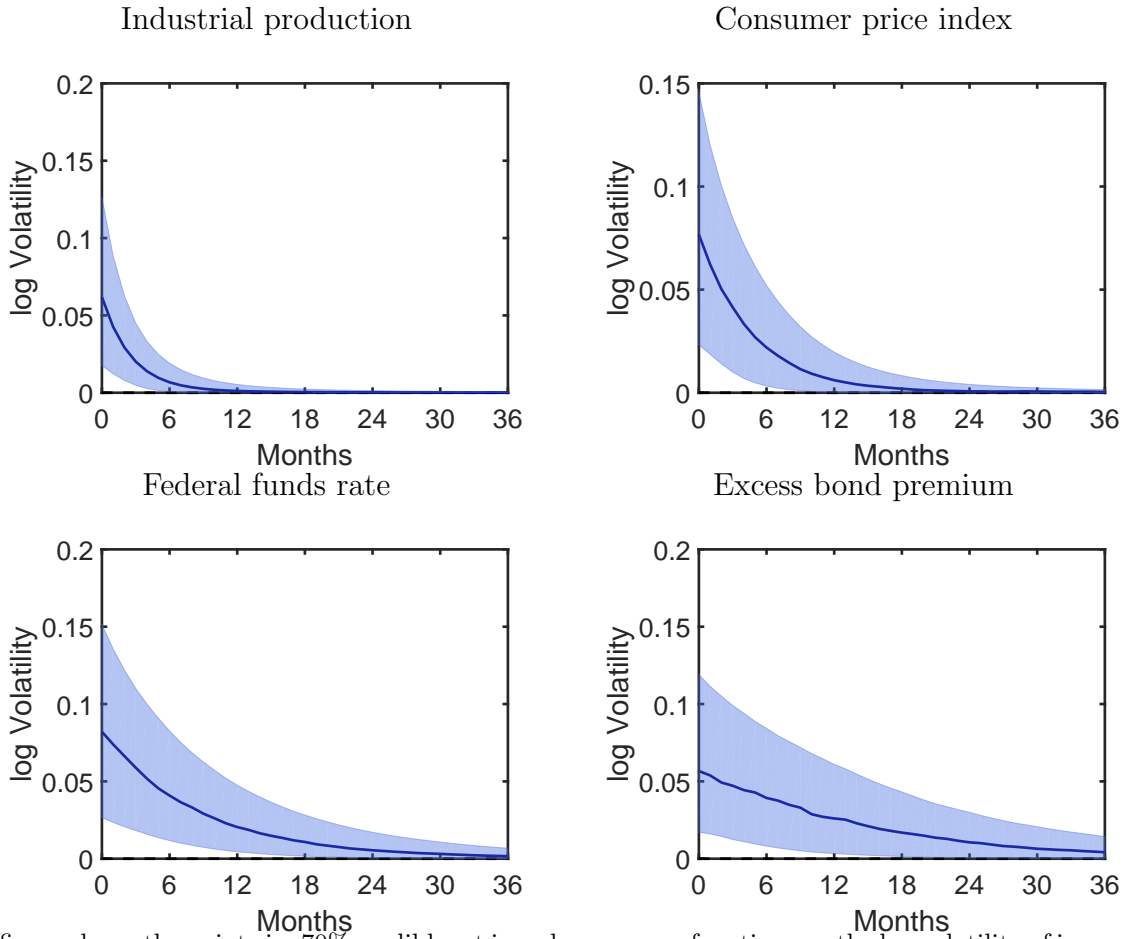 Industrial production
0.2
0.15
0.1
0.05
0
log Volatility
0 6 12 18 24 30 36
Months
Consumer price index
0.15
0.1
0.05
0
log Volatility
0 6 12 18 24 30 36
Months
Federal funds rate
0.2
0.15
0.1
0.05
0
log Volatility
0 6 12 18 24 30 36
Months
Excess bond premium
0.2
0.15
0.1
0.05
0
log Volatility
0 6 12 18 24 30 36
Months